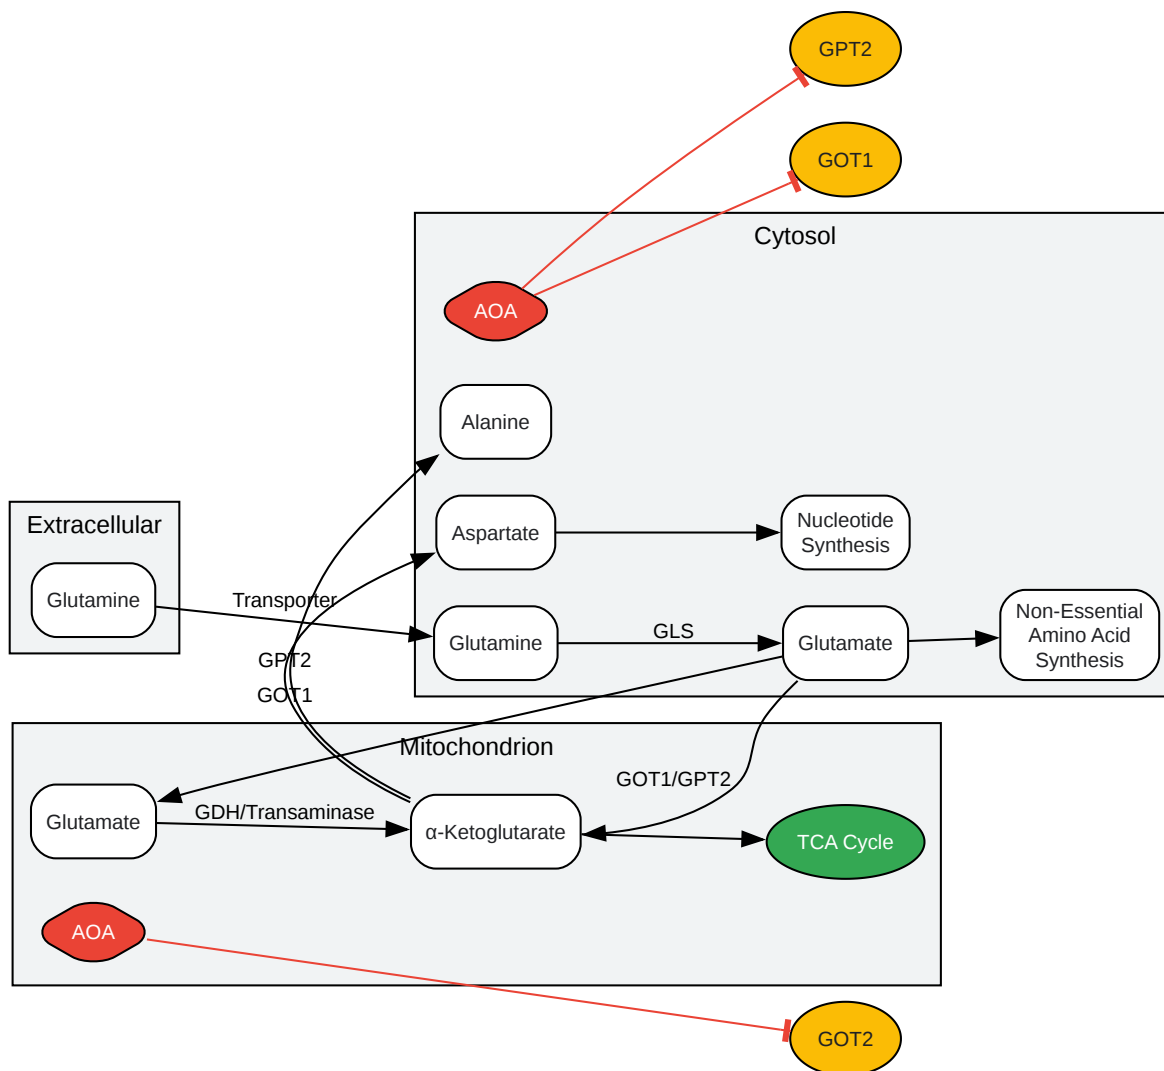 GPT2
GOT1
Cytosol
AOA
Alanine
Extracellular
Aspartate
Nucleotide
Synthesis
Glutamine
Transporter
Glutamine
GLS
Glutamate
Non-Essential
Amino Acid
Synthesis
GPT2
GOT1
Mitochondrion
GOT1/GPT2
Glutamate
GDH/Transaminase
α-Ketoglutarate
TCA Cycle
AOA
GOT2